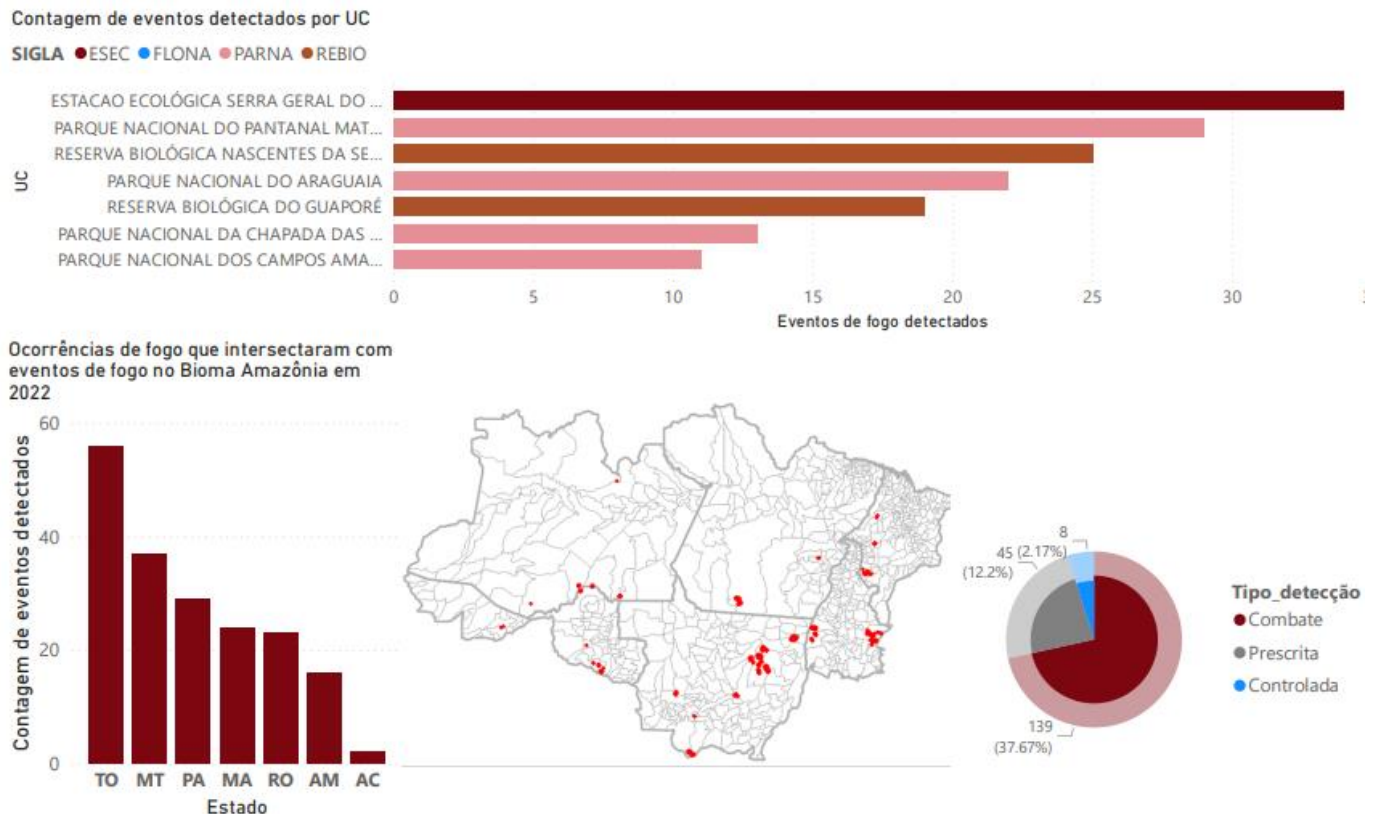 Contagem de eventos detectados por UC
SIGLA ESEC FLONA PARNA REBIO
UC
ESTACAO ECOLÓGICA SERRA GERAL DO ...
PARQUE NACIONAL DO PANTANAL MAT...
RESERVA BIOLÓGICA NASCENTES DA SE...
PARQUE NACIONAL DO ARAGUAIA
RESERVA BIOLÓGICA DO GUAPORÉ
PARQUE NACIONAL DA CHAPADA DAS ...
PARQUE NACIONAL DOS CAMPOS AMA...
0 5 10 15 20 25 30
Eventos de fogo detectados
Ocorrências de fogo que intersectaram com
eventos de fogo no Bioma Amazônia em
2022
Contagem de eventos detectados
60
40
20
0
TO MT PA MA RO AM AC
Estado
8
(2.17%)
45
(12.2%)
139
(37.67%)
Tipo_detecção
Combate
Prescrita
Controlada